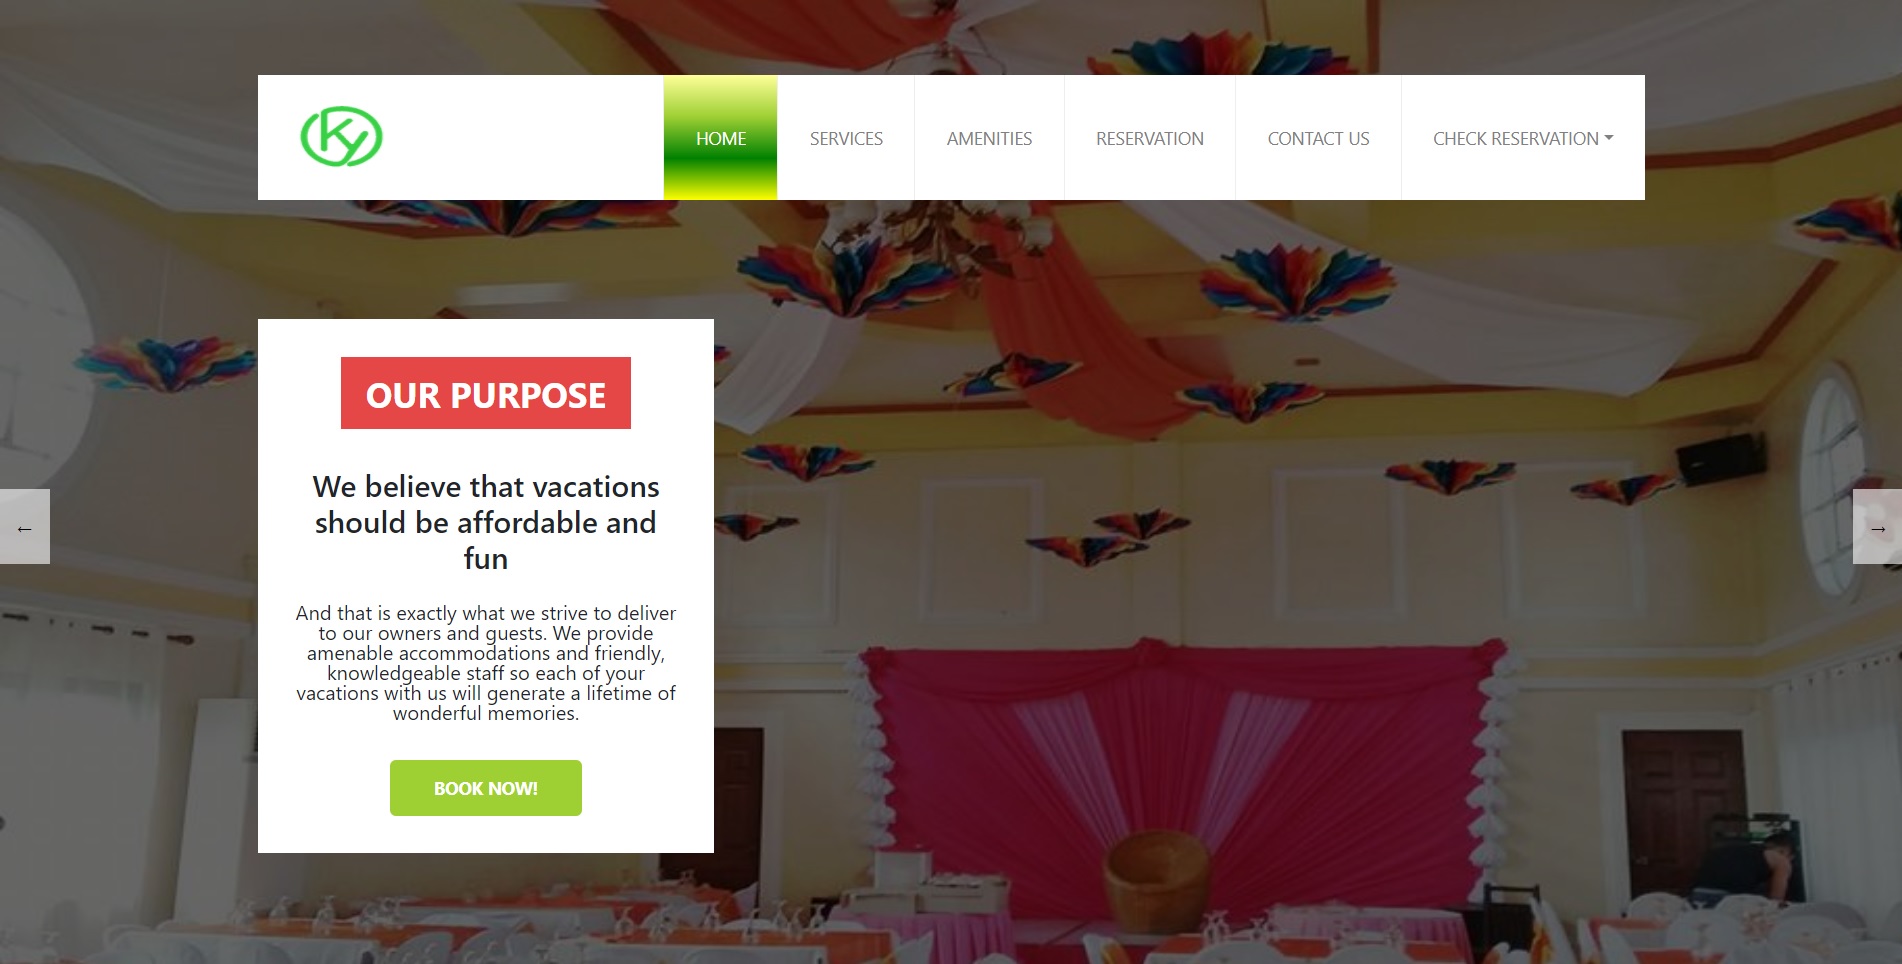 Ky
HOME
SERVICES
AMENITIES
RESERVATION
CONTACT US
CHECK RESERVATION
OUR PURPOSE
We believe that vacations
should be affordable and
fun
←
→
And that is exactly what we strive to deliver
to our owners and guests. We provide
amenable accommodations and friendly,
knowledgeable staff so each of your
vacations with us will generate a lifetime of
wonderful memories.
BOOK NOW!